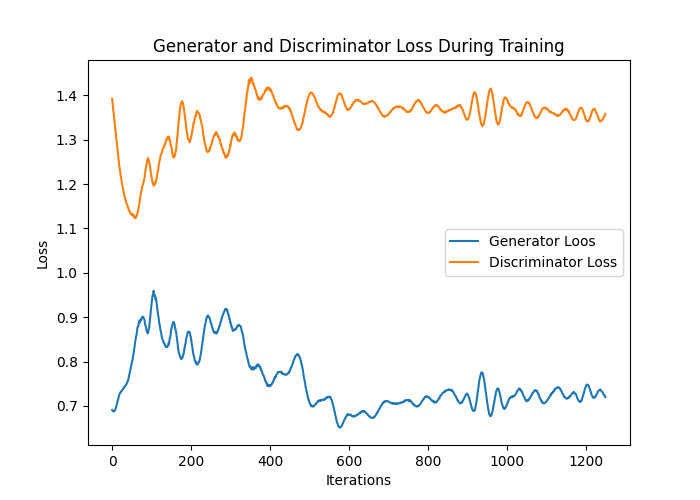 Generator and Discriminator Loss During Training
1.4
1.3
1.2
1.1
1.0
0.9
0.8
0.7
Loss
Generator Loos
Discriminator Loss
0 200 400 600 800 1000 1200
Iterations